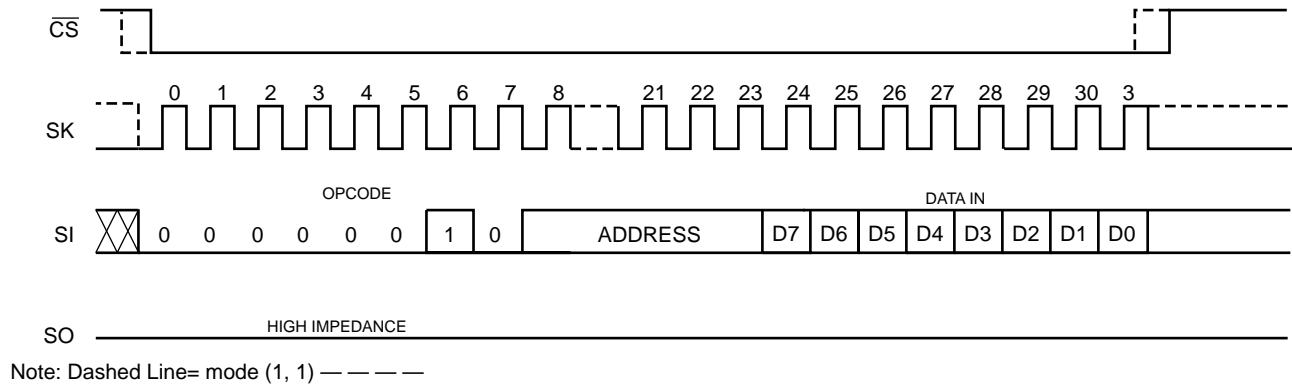 CS
0 1 2 3 4 5 6 7 8 21 22 23 24 25 26 27 28 29 30 3
SK
OPCODE DATA IN
SI 0 0 0 0 0 0 1 0 ADDRESS D7 D6 D5 D4 D3 D2 D1 D0
HIGH IMPEDANCE
SO
Note: Dashed Line= mode (1, 1) — — — —